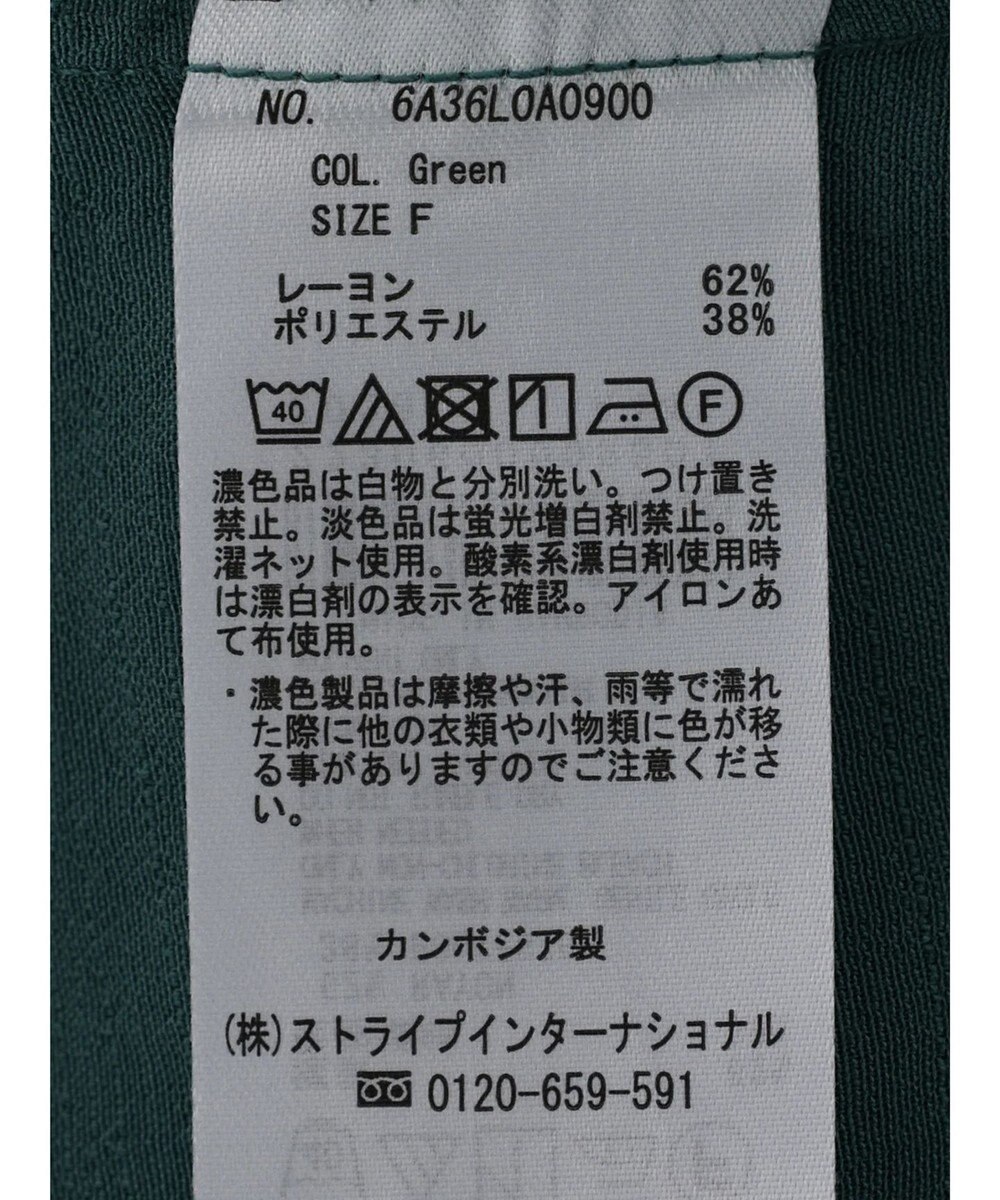 NO. 6A36L0A0900
COL. Green
SIZE F
レーヨン 62%
ポリエステル 38%
40 F
濃色品は白物と分別洗い。つけ置き
禁止。淡色品は蛍光増白剤禁止。洗
濯ネット使用。酸素系漂白剤使用時
は漂白剤の表示を確認。アイロンあ
て布使用。
・濃色製品は摩擦や汗、雨等で濡れ
た際に他の衣類や小物類に色が移
る事がありますのでご注意くださ
い。
カンボジア製
(株)ストライプインターナショナル
0120-659-591